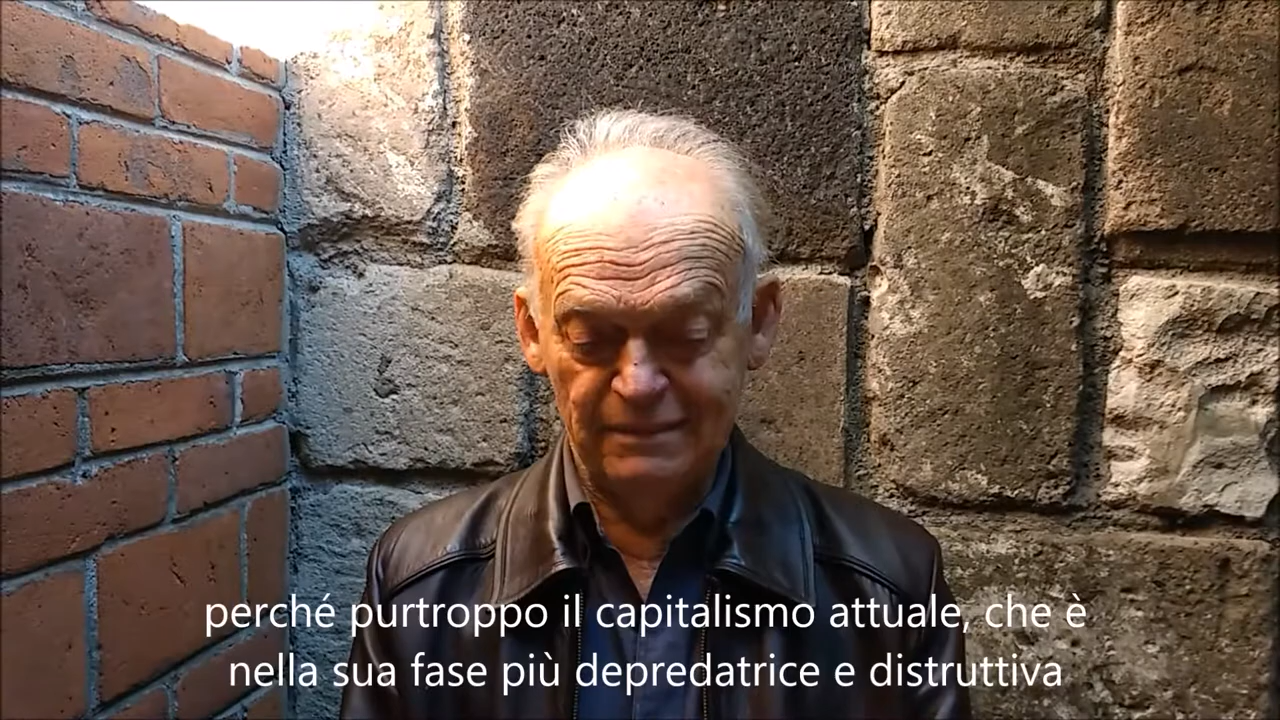 perché purtroppo il capitalismo attuale, che è
nella sua fase più depredatrice e distruttiva